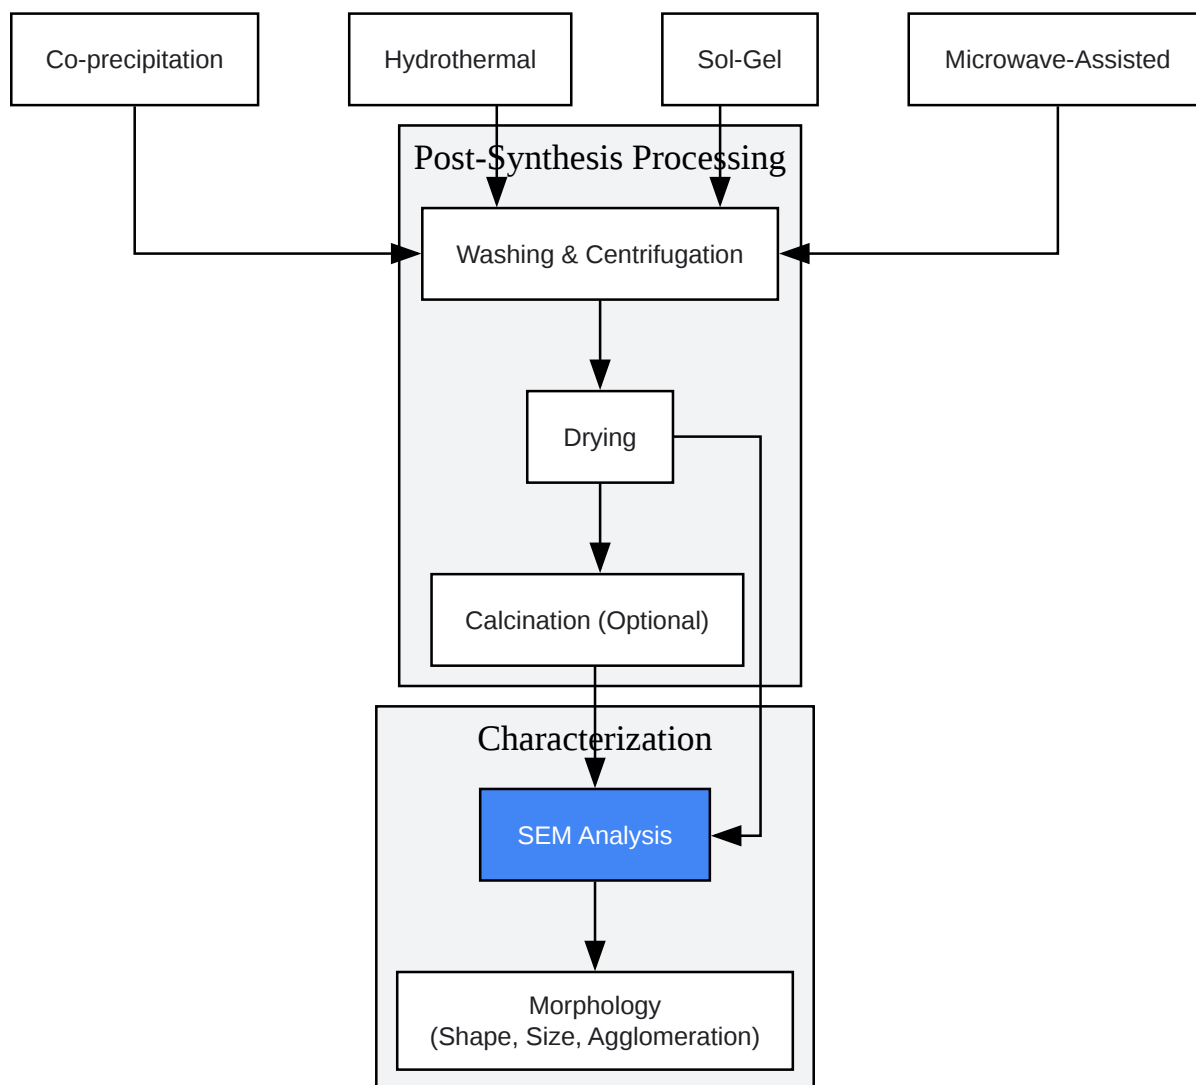 Co-precipitation
Hydrothermal
Sol-Gel
Microwave-Assisted
Post-Synthesis Processing
Washing & Centrifugation
Drying
Calcination (Optional)
Characterization
SEM Analysis
Morphology
(Shape, Size, Agglomeration)